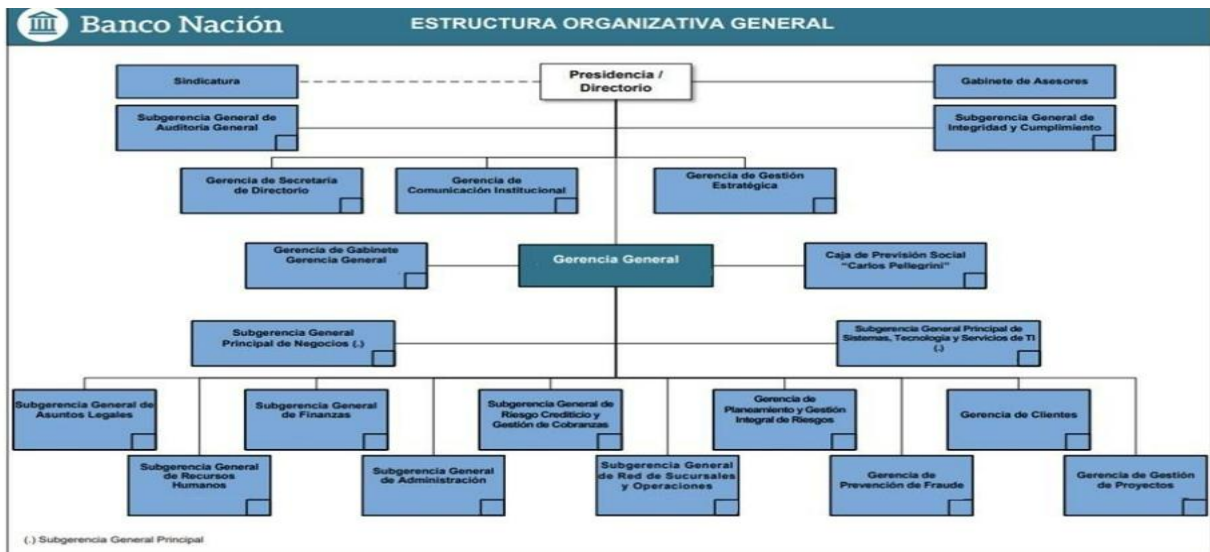 Banco Nación
ESTRUCTURA ORGANIZATIVA GENERAL
Sindicatura
Presidencia /
Directorio
Gabinete de Asesores
Subgerencia General de
Auditoría General
Subgerencia General de
Integridad y Cumplimiento
Gerencia de Secretaría
de Directorio
Gerencia de
Comunicación Institucional
Gerencia de Gestión
Estratégica
Gerencia de Gabinete
Gerencia General
Gerencia General
Caja de Previsión Social
"Carlos Pellegrini"
Subgerencia General
Principal de Negocios (.)
Subgerencia General Principal de
Sistemas, Tecnología y Servicios de TI
(.)
Subgerencia General de
Asuntos Legales
Subgerencia General
de Finanzas
Subgerencia General de
Riesgo Crediticio y
Gestión de Cobranzas
Gerencia de
Planeamiento y Gestión
Integral de Riesgos
Gerencia de Clientes
Subgerencia General
de Recursos
Humanos
Subgerencia General
de Administración
Subgerencia General
de Red de Sucursales
y Operaciones
Gerencia de
Prevención de Fraude
Gerencia de Gestión
de Proyectos
(.) Subgerencia General Principal